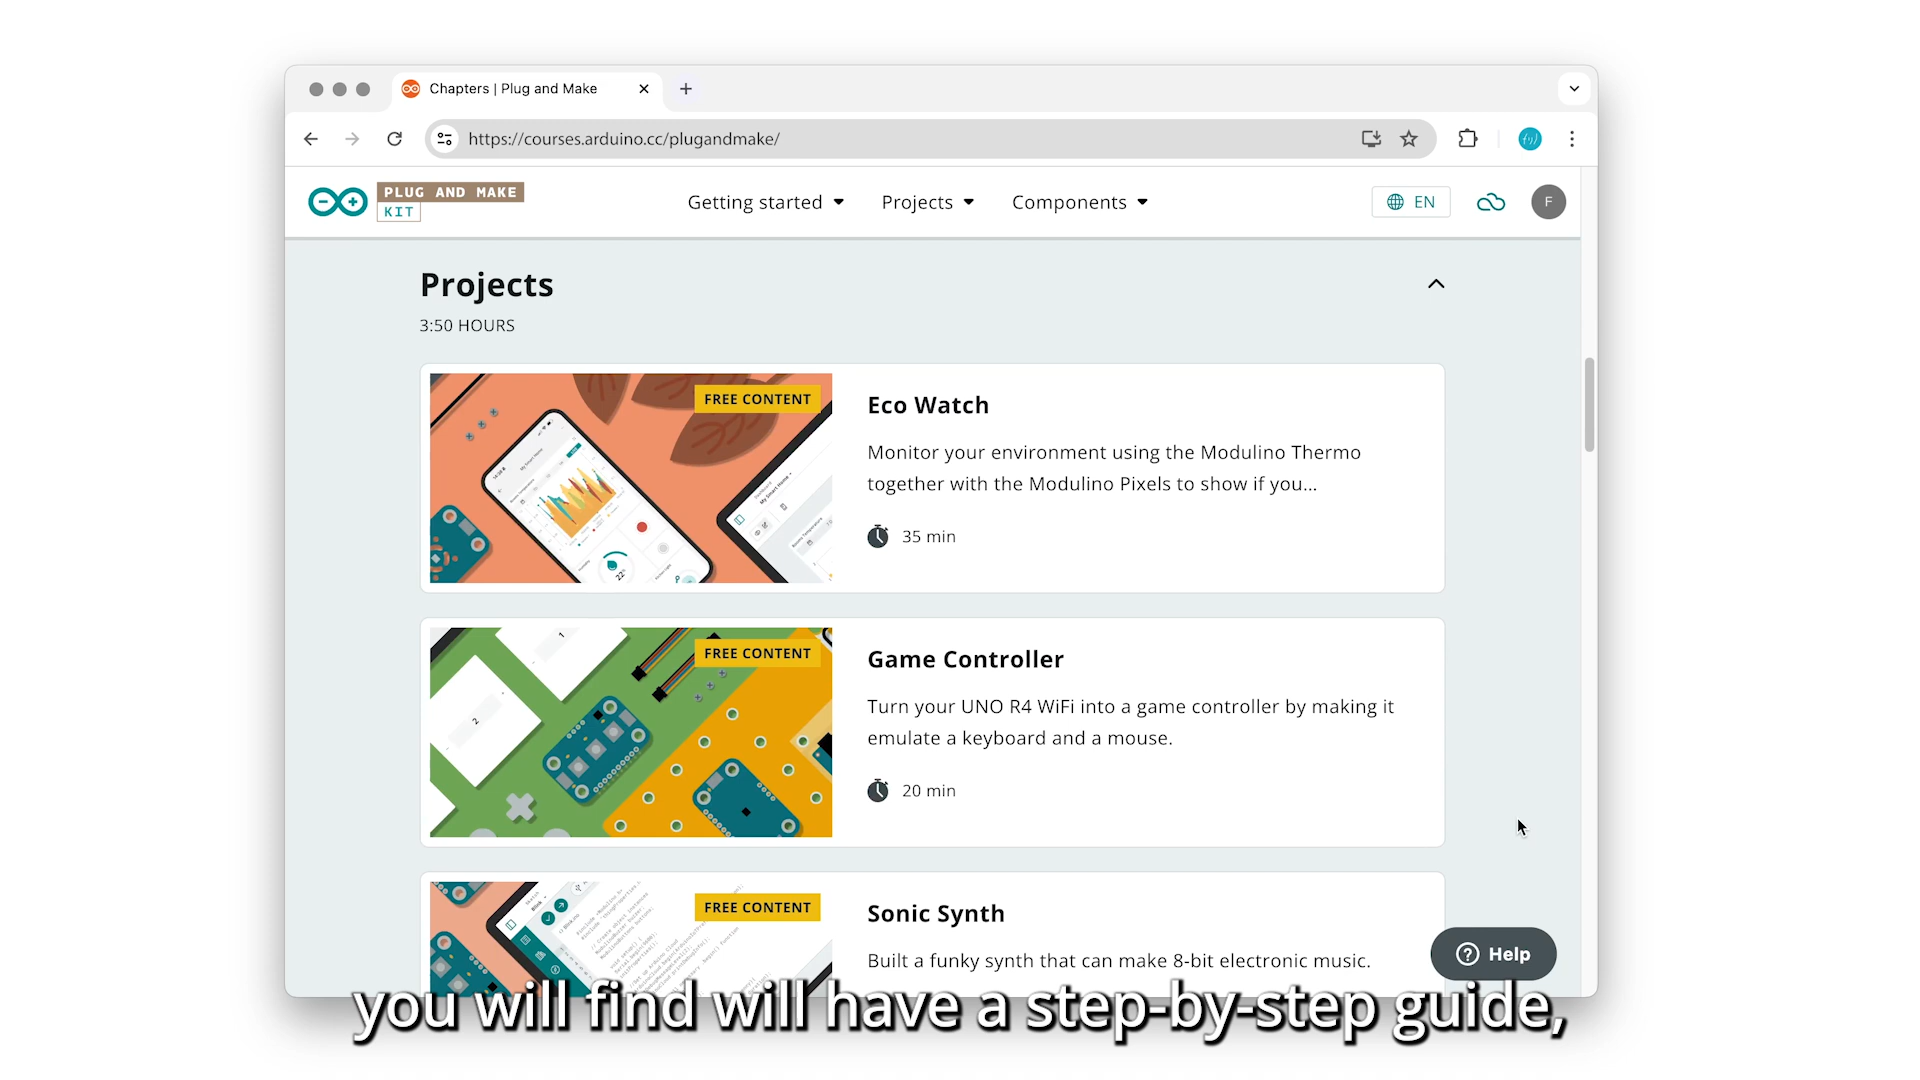 Chapters | Plug and Make
https://courses.arduino.cc/plugandmake/
PLUG AND MAKE
KIT
Getting started
Projects
Components
EN
F
Projects
3:50 HOURS
FREE CONTENT
Eco Watch
Monitor your environment using the Modulino Thermo
together with the Modulino Pixels to show if you...
35 min
FREE CONTENT
1
2
Game Controller
Turn your UNO R4 WiFi into a game controller by making it
emulate a keyboard and a mouse.
20 min
FREE CONTENT
Sonic Synth
Built a funky synth that can make 8-bit electronic music.
Help
you will find will have a step-by-step guide,